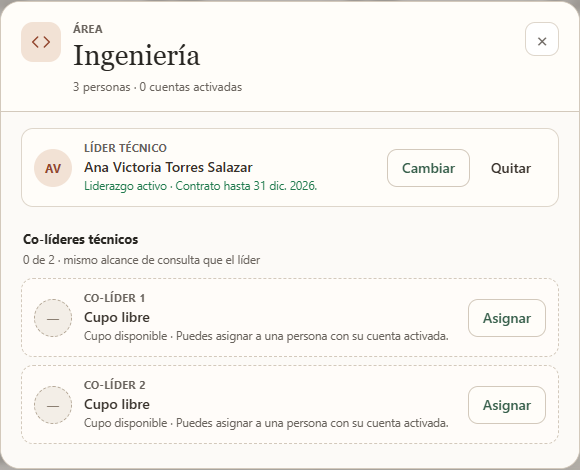 ÁREA
Ingeniería
3 personas · 0 cuentas activadas
LÍDER TÉCNICO
AV
Ana Victoria Torres Salazar
Liderazgo activo · Contrato hasta 31 dic. 2026.
Cambiar
Quitar
Co-líderes técnicos
0 de 2 · mismo alcance de consulta que el líder
CO-LÍDER 1
Cupo libre
Cupo disponible · Puedes asignar a una persona con su cuenta activada.
Asignar
CO-LÍDER 2
Cupo libre
Cupo disponible · Puedes asignar a una persona con su cuenta activada.
Asignar